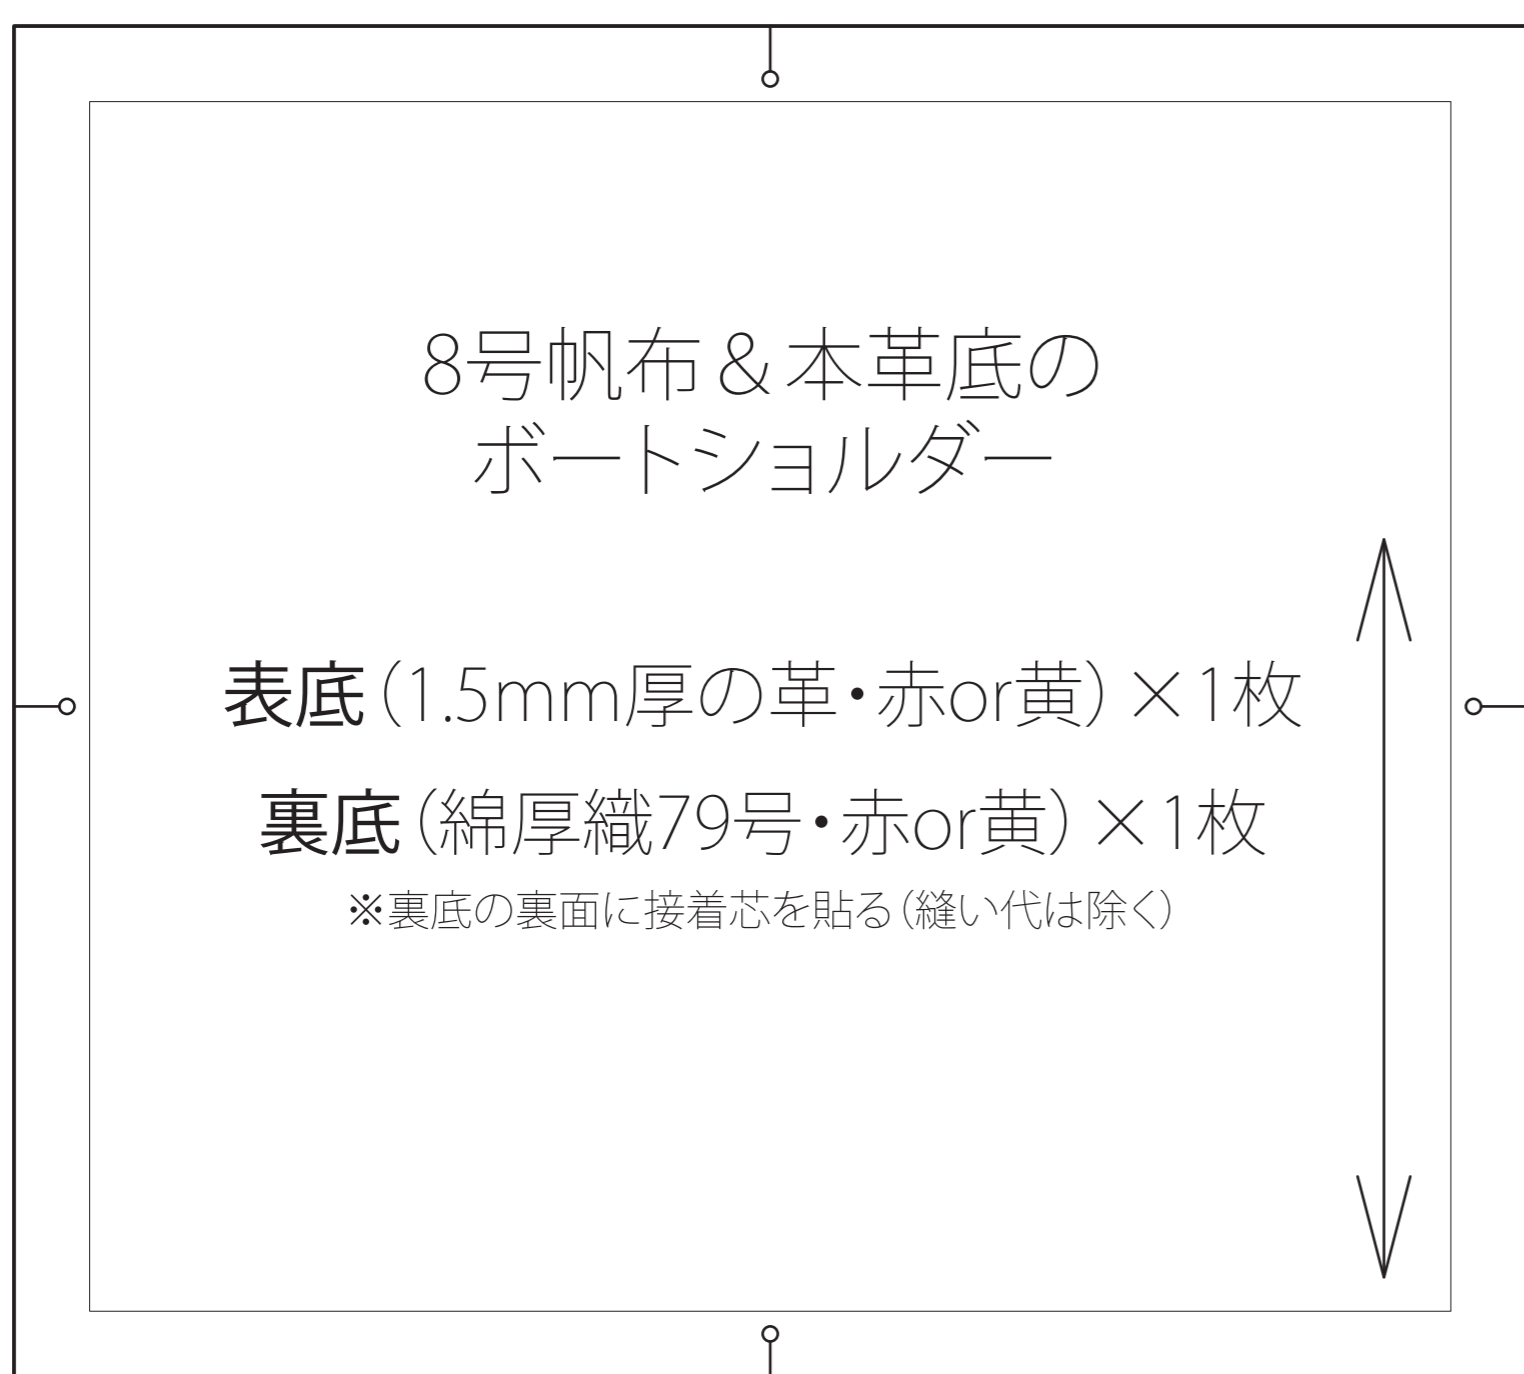 8号帆布＆本革底の
ボートショルダー
表底（1.5mm厚の革・赤or黄）×1枚
裏底（綿厚織79号・赤or黄）×1枚
※裏底の裏面に接着芯を貼る（縫い代は除く）